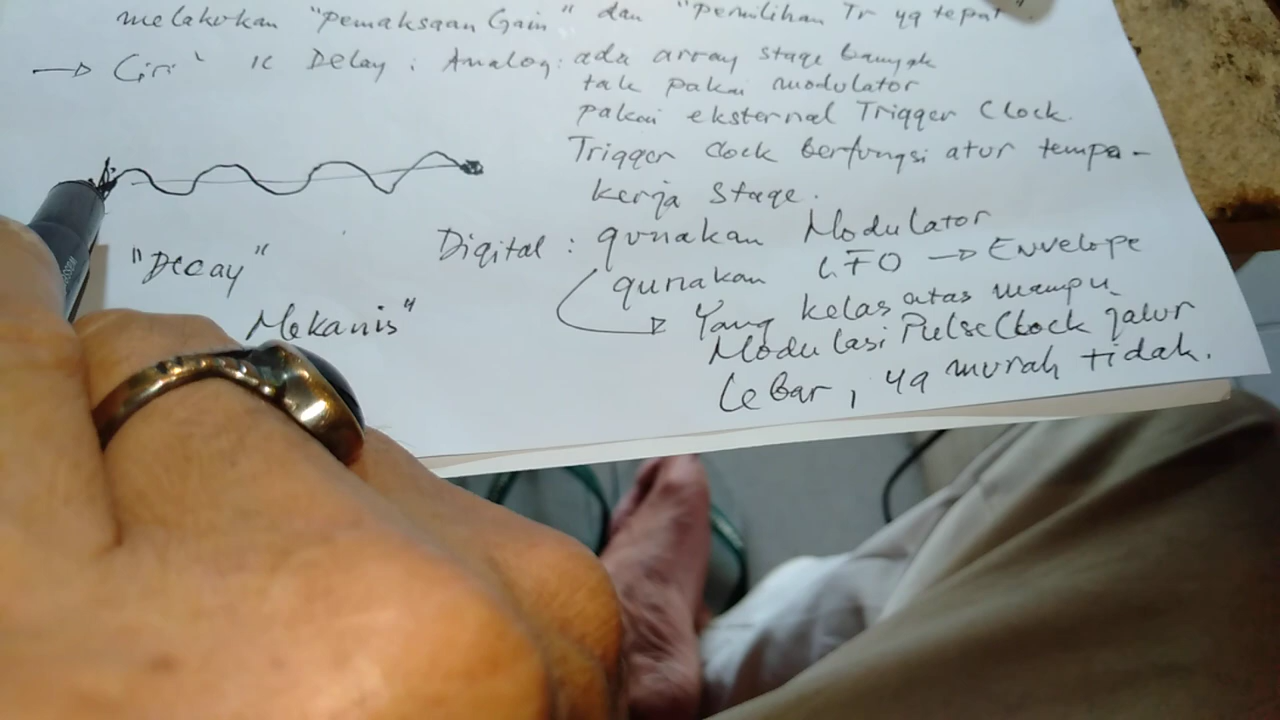 melakukan "pemaksaan Gain" dan "pemilihan Tr yg tepat".
→ Ciri² IC Delay : Analog : ada array stage banyak
tak pakai modulator
pakai eksternal Trigger Clock.
Trigger clock berfungsi atur tempo-
kerja stage.
Digital : gunakan Modulator
gunakan LFO → Envelope
Yang kelas atas mampu
Modulasi PulseClock jalur
Lebar, yg murah tidak.
"Decay"
Mekanis"